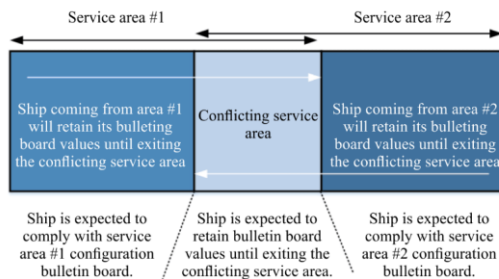 Service area #1
Service area #2
Ship coming from area #1
will retain its bulleting
board values until exiting
the conflicting service area
Conflicting service
area
Ship coming from area #2
will retain its bulleting
board values until exiting
the conflicting service area
Ship is expected to
comply with service
area #1 configuration
bulletin board.
Ship is expected to
retain bulletin board
values until exiting the
conflicting service area.
Ship is expected to
comply with service
area #2 configuration
bulletin board.